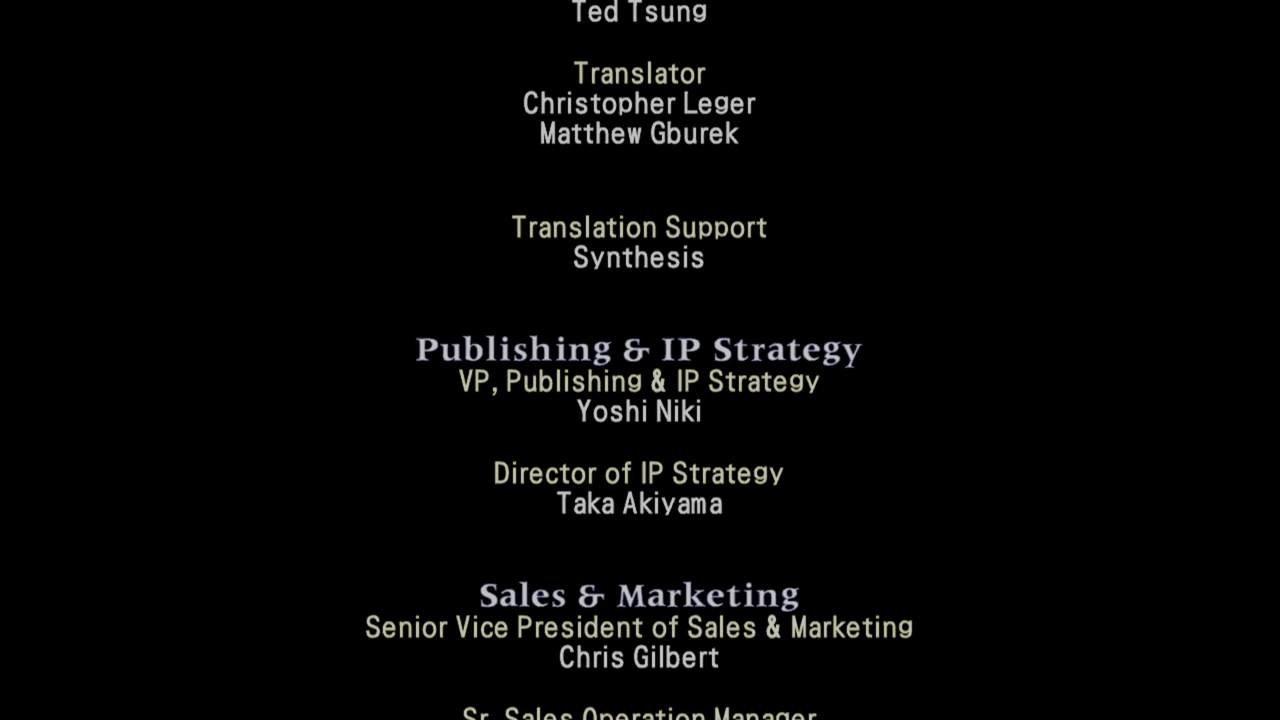 Ted Tsung
Translator
Christopher Leger
Matthew Gburek
Translation Support
Synthesis
Publishing & IP Strategy
VP, Publishing & IP Strategy
Yoshi Niki
Director of IP Strategy
Taka Akiyama
Sales & Marketing
Senior Vice President of Sales & Marketing
Chris Gilbert
Sr. Sales Operation Manager